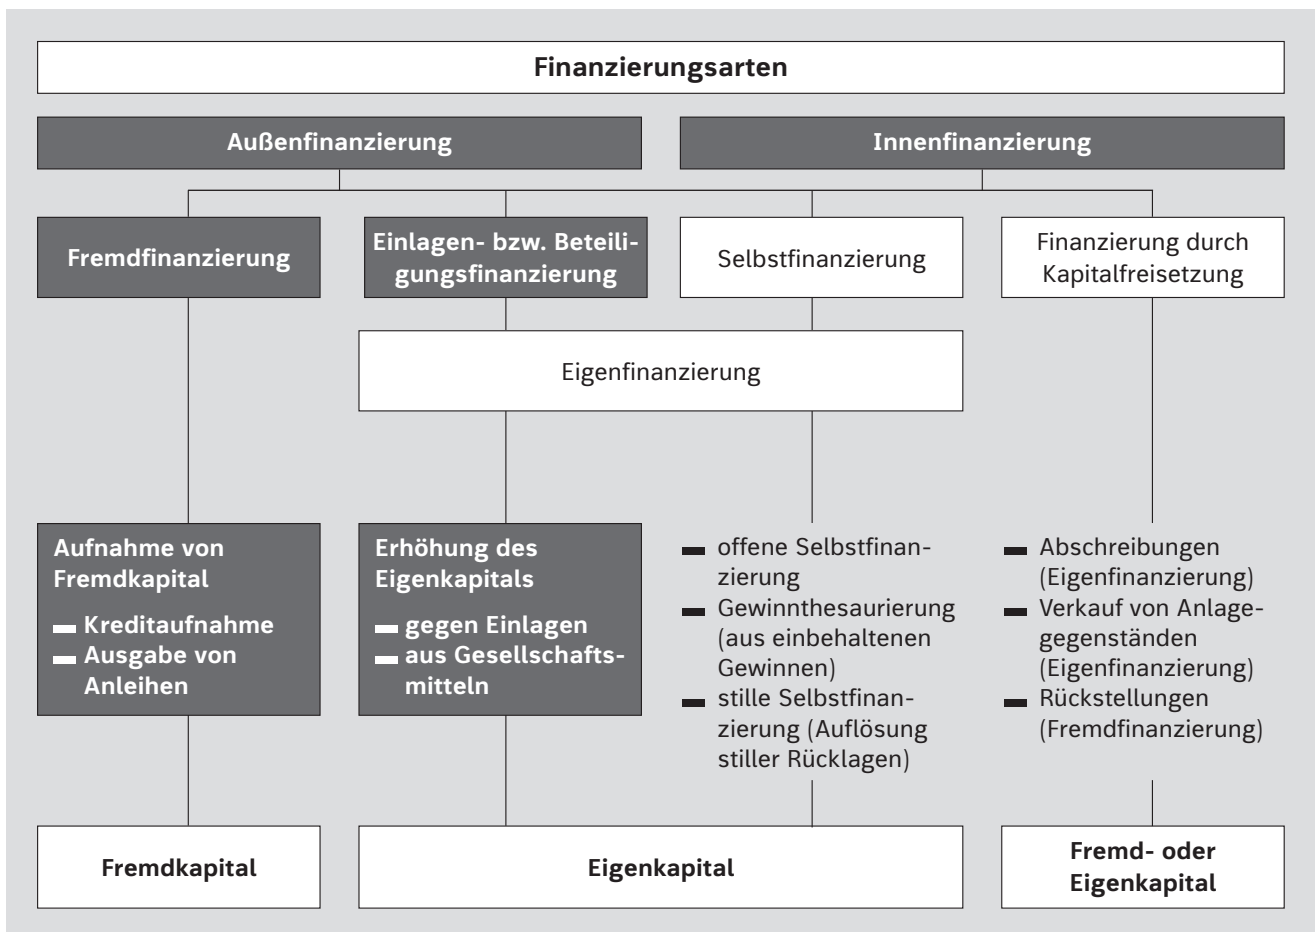 Finanzierungsarten
Außenfinanzierung
Innenfinanzierung
Fremdfinanzierung
Einlagen- bzw. Beteili-
gungsfinanzierung
Selbstfinanzierung
Finanzierung durch
Kapitalfreisetzung
Eigenfinanzierung
Aufnahme von
Fremdkapital
Kreditaufnahme
Ausgabe von
Anleihen
Erhöhung des
Eigenkapitals
gegen Einlagen
aus Gesellschafts-
mitteln
offene Selbstfinan-
zierung
Gewinnthesaurierung
(aus einbehaltenen
Gewinnen)
stille Selbstfinan-
zierung (Auflösung
stiller Rücklagen)
Abschreibungen
(Eigenfinanzierung)
Verkauf von Anlage-
gegenständen
(Eigenfinanzierung)
Rückstellungen
(Fremdfinanzierung)
Fremdkapital
Eigenkapital
Fremd- oder
Eigenkapital